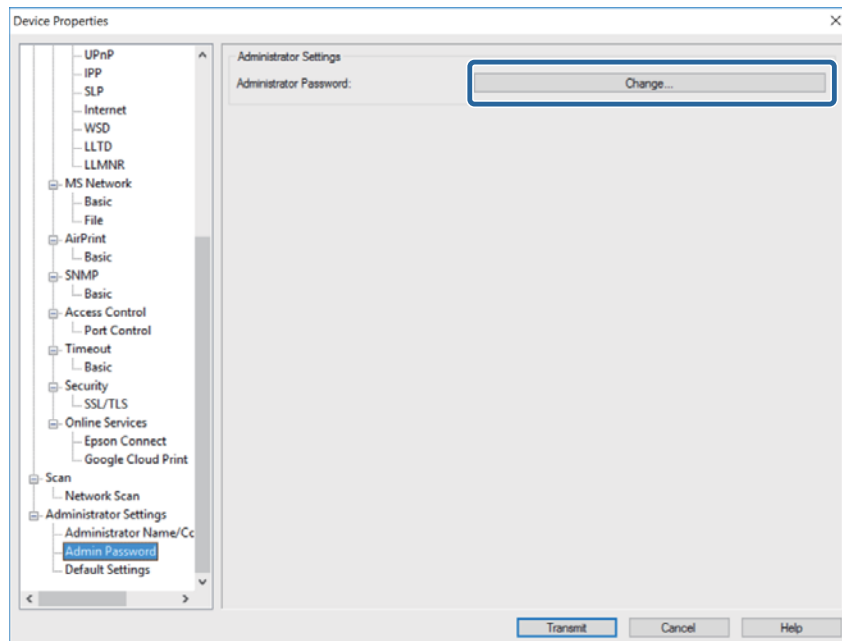 Device Properties
UPnP
IPP
SLP
Internet
WSD
LLTD
LLMNR
MS Network
Basic
File
AirPrint
Basic
SNMP
Basic
Access Control
Port Control
Timeout
Basic
Security
SSL/TLS
Online Services
Epson Connect
Google Cloud Print
Scan
Network Scan
Administrator Settings
Administrator Name/Cc
Admin Password
Default Settings
Administrator Settings
Administrator Password:
Change...
Transmit
Cancel
Help